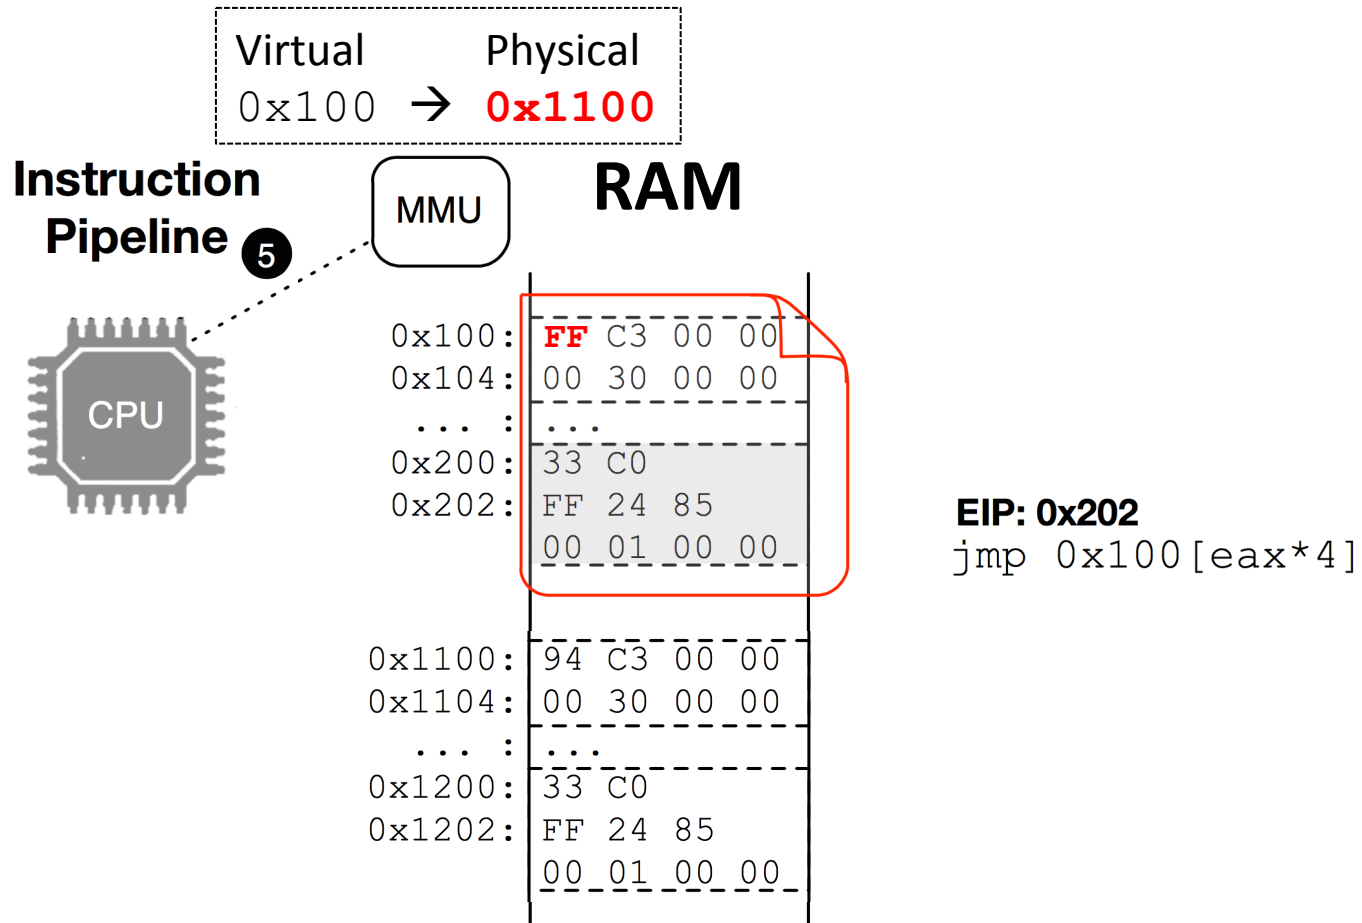 Virtual Physical
0x100 → 0x1100
Instruction
Pipeline 5
MMU
RAM
CPU
0x100: FF C3 00 00
0x104: 00 30 00 00
... : ...
0x200: 33 C0
0x202: FF 24 85
00 01 00 00
EIP: 0x202
jmp 0x100[eax*4]
0x1100: 94 C3 00 00
0x1104: 00 30 00 00
... : ...
0x1200: 33 C0
0x1202: FF 24 85
00 01 00 00